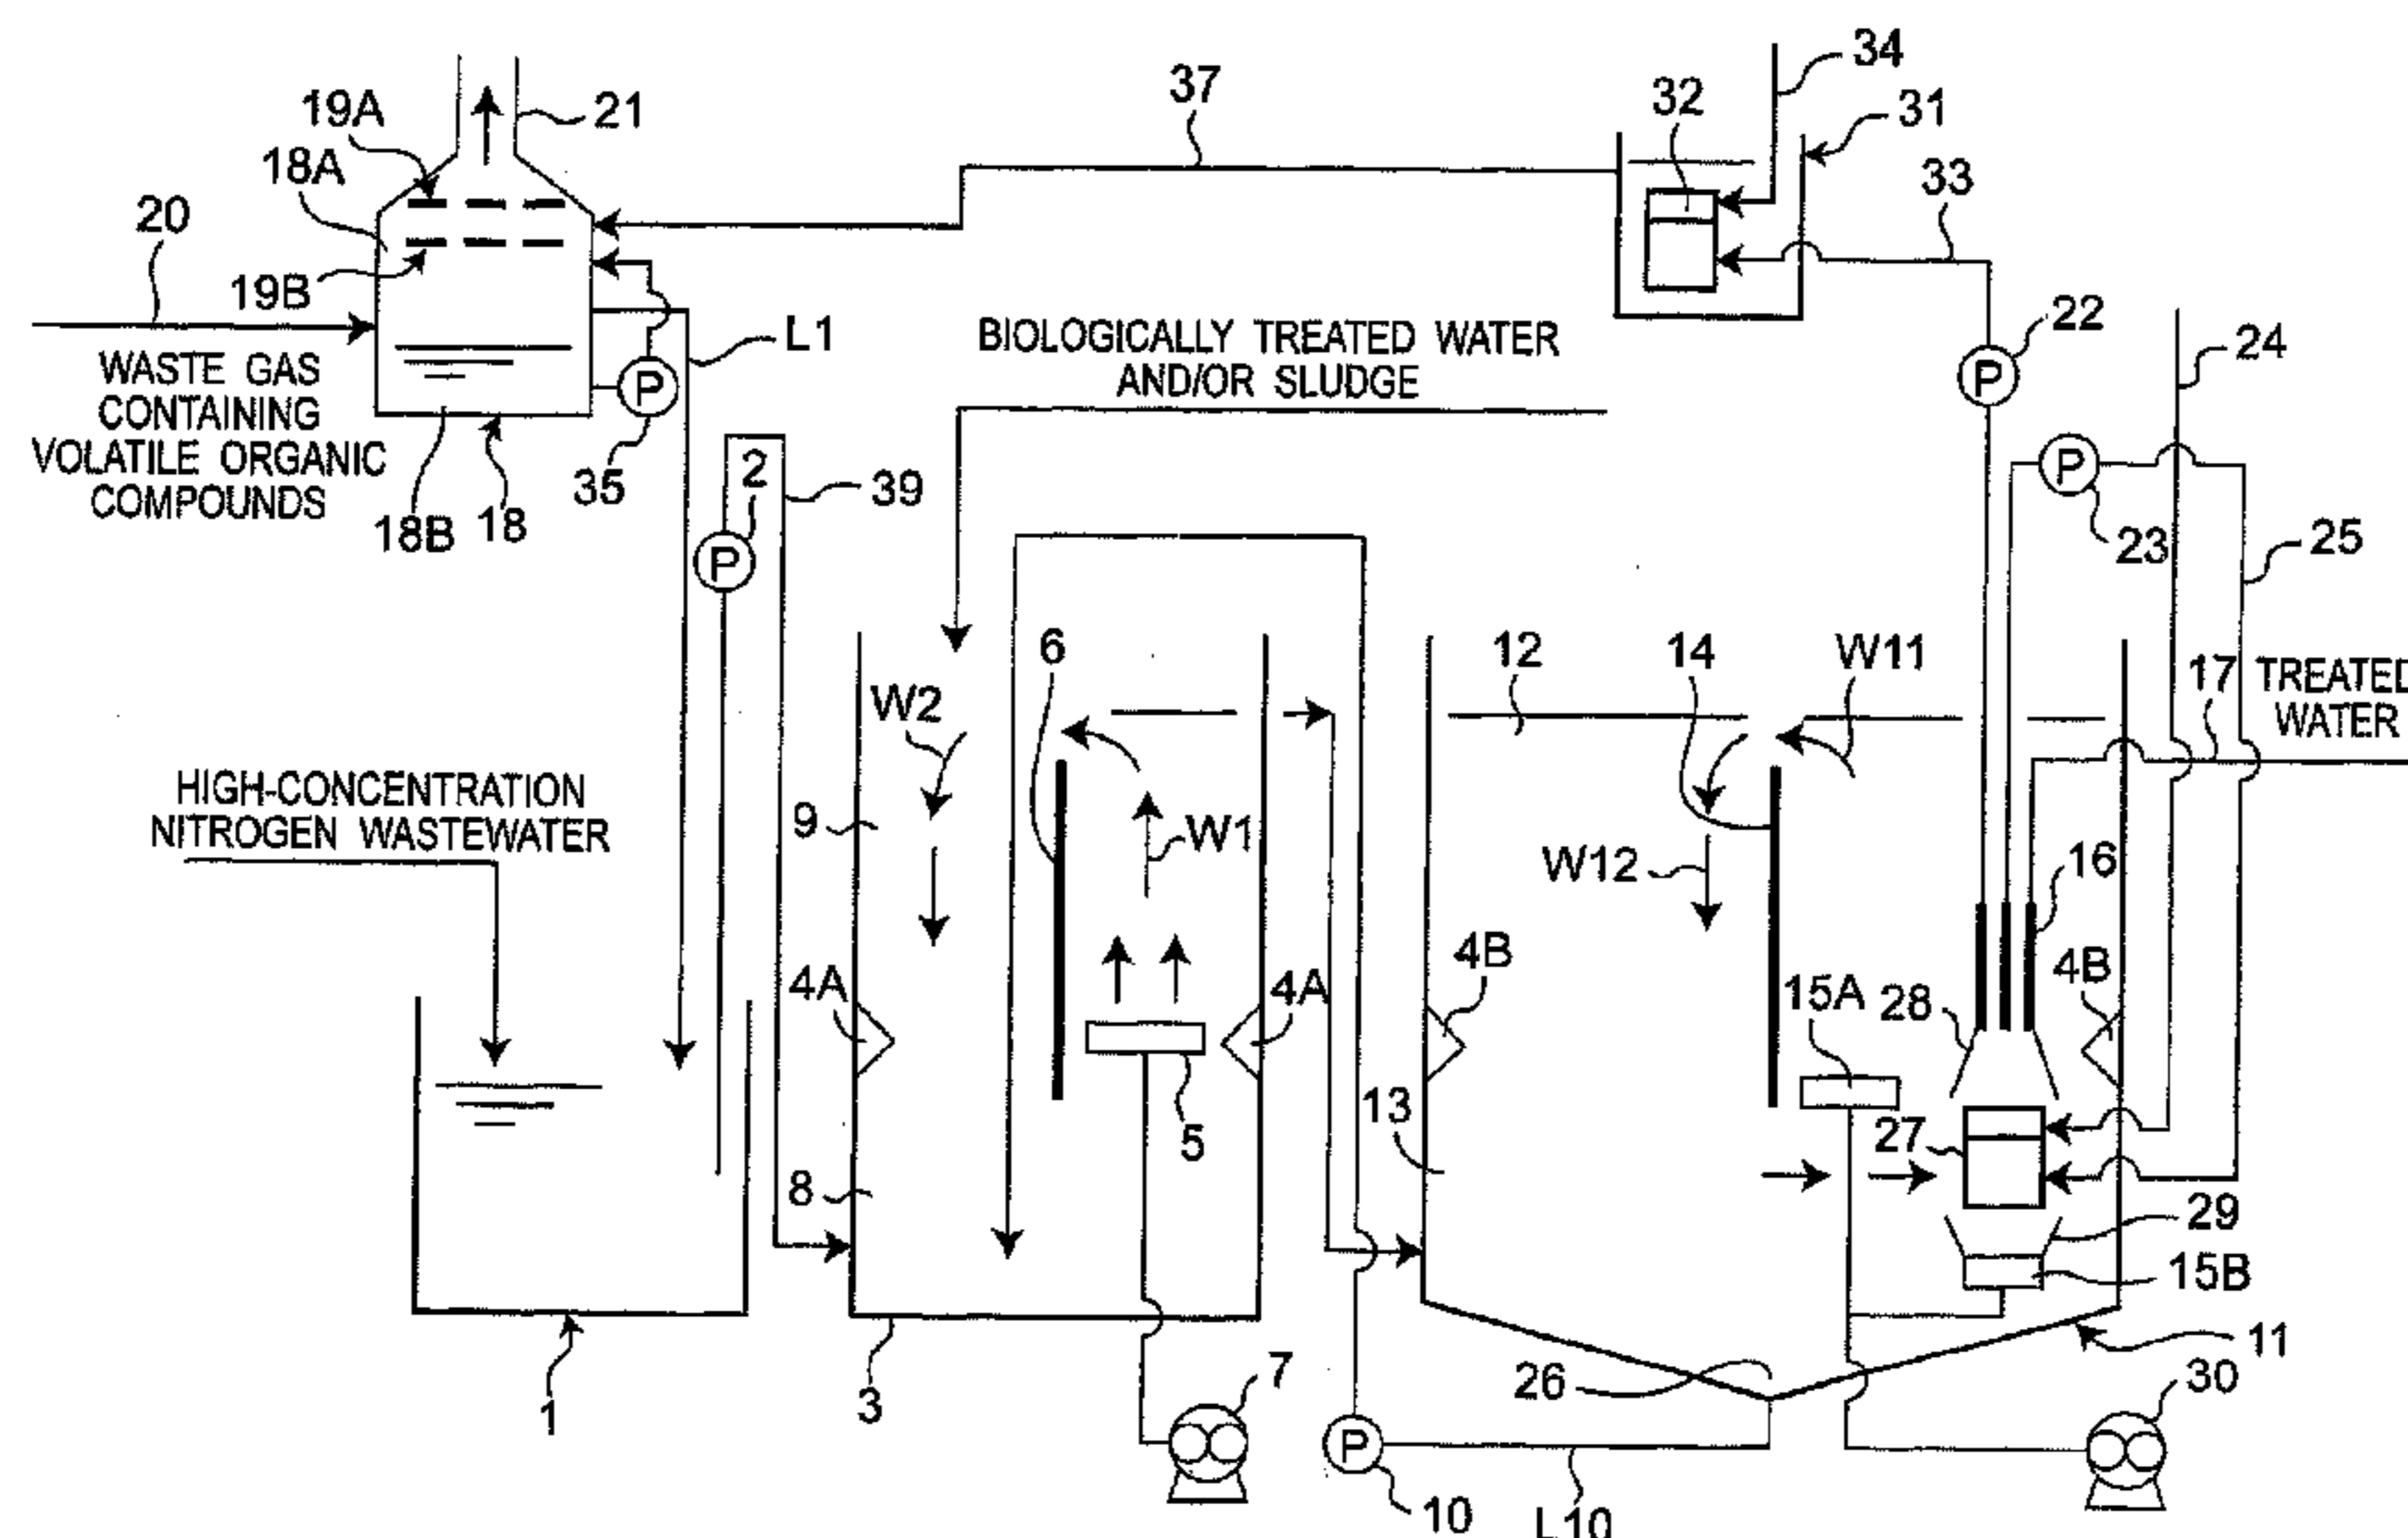 34
37
32
31
19A
21
18A
33
20
19B
22
L1
BIOLOGICALLY TREATED WATER
AND/OR SLUDGE
24
P
P
WASTE GAS
CONTAINING
VOLATILE ORGANIC
COMPOUNDS
2
P
35
39
23
25
18B
18
P
6
12
14
W11
W2
17
TREATED
WATER
HIGH-CONCENTRATION
NITROGEN WASTEWATER
9
W1
W12
16
4A
4A
4B
15A
28
4B
13
5
27
8
29
15B
11
26
1
3
7
30
P
10
L10